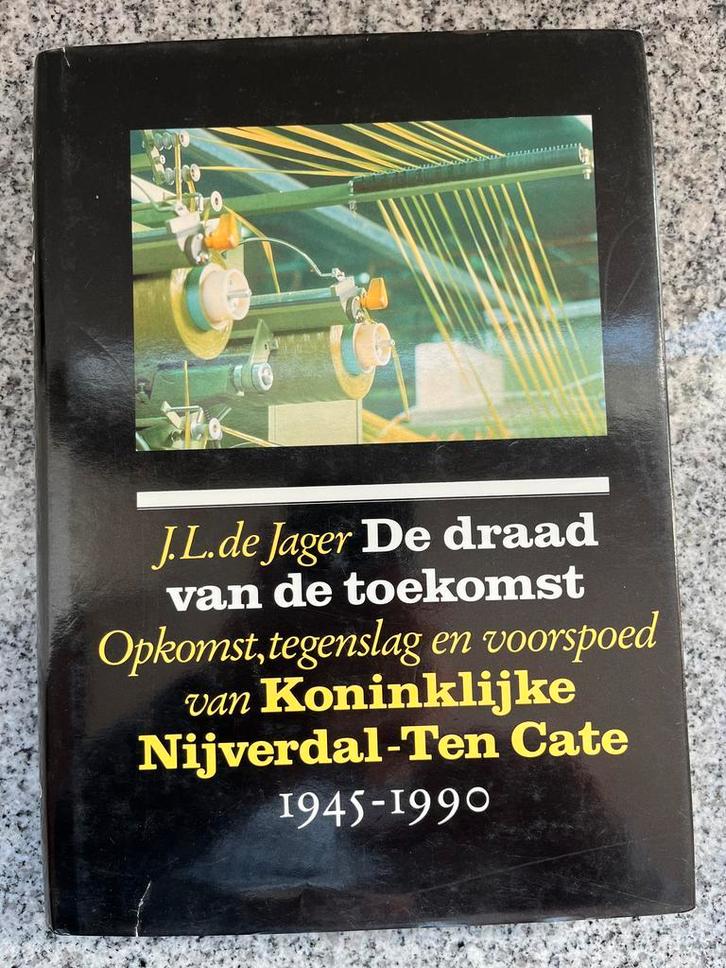 J.L. de Jager De draad
van de toekomst
Opkomst, tegenslag en voorspoed
van Koninklijke
Nijverdal-Ten Cate
1945-1990